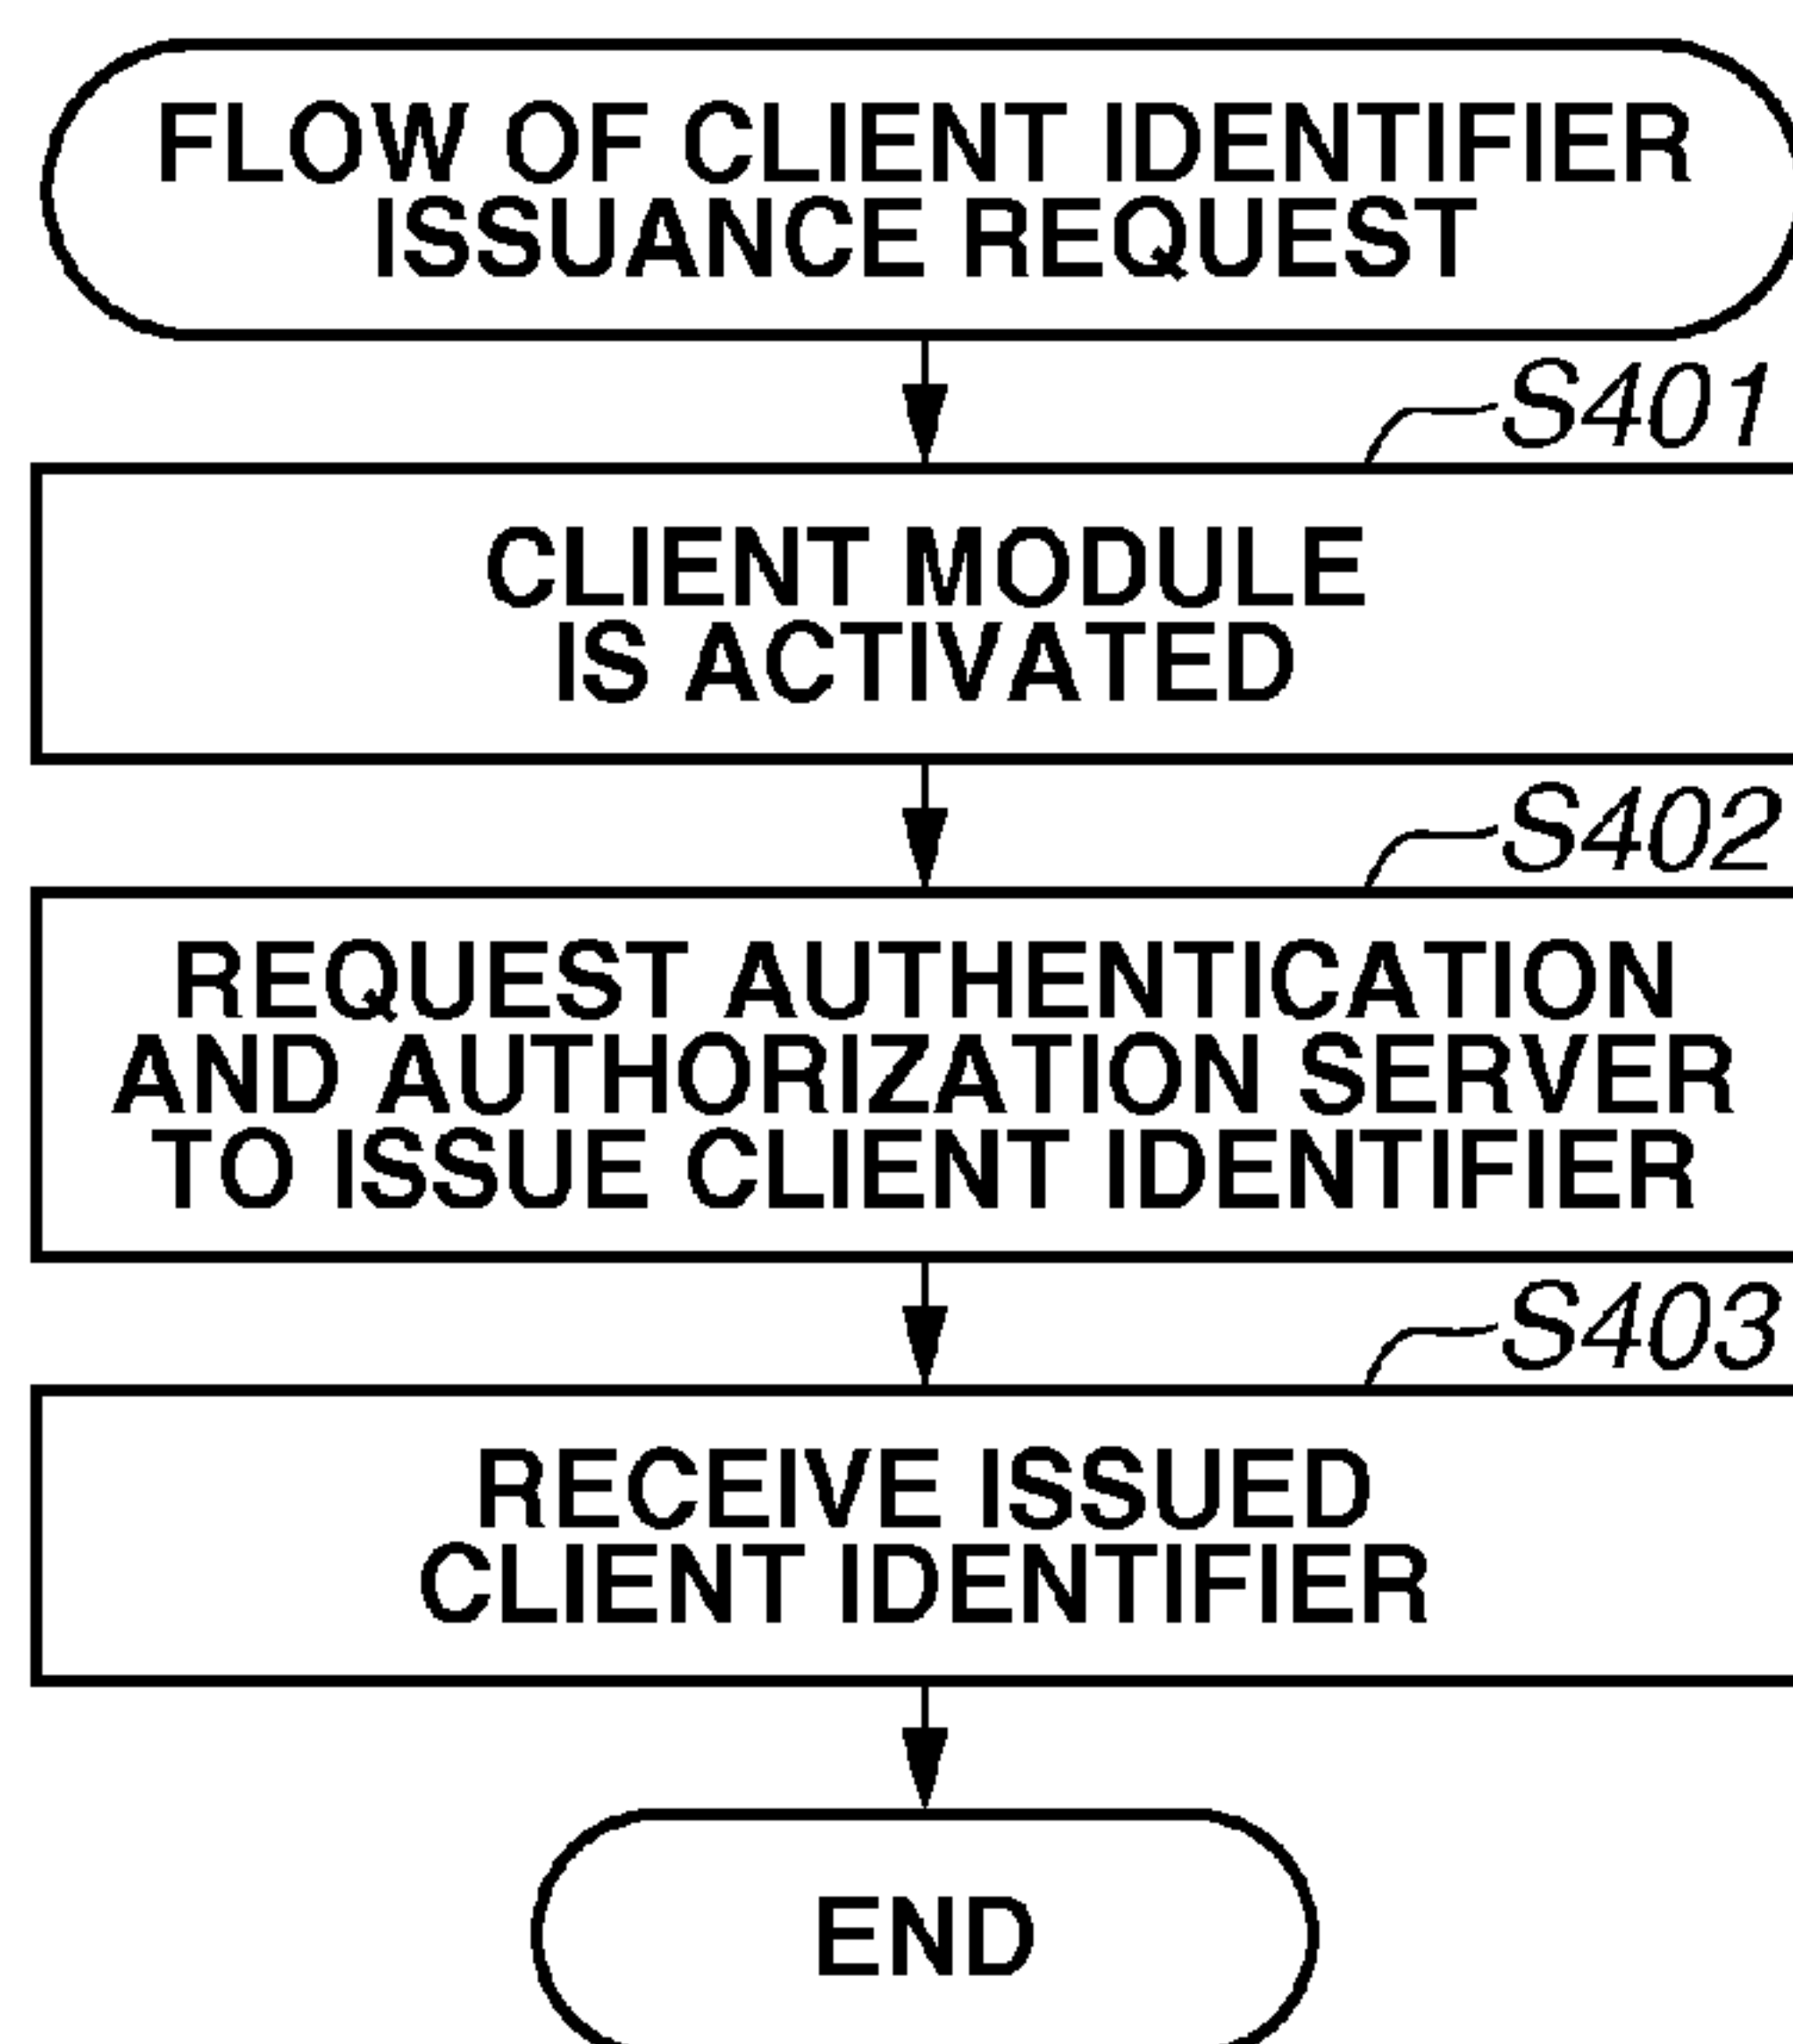 FLOW OF CLIENT IDENTIFIER
ISSUANCE REQUEST
S401
CLIENT MODULE
IS ACTIVATED
S402
REQUEST AUTHENTICATION
AND AUTHORIZATION SERVER
TO ISSUE CLIENT IDENTIFIER
S403
RECEIVE ISSUED
CLIENT IDENTIFIER
END